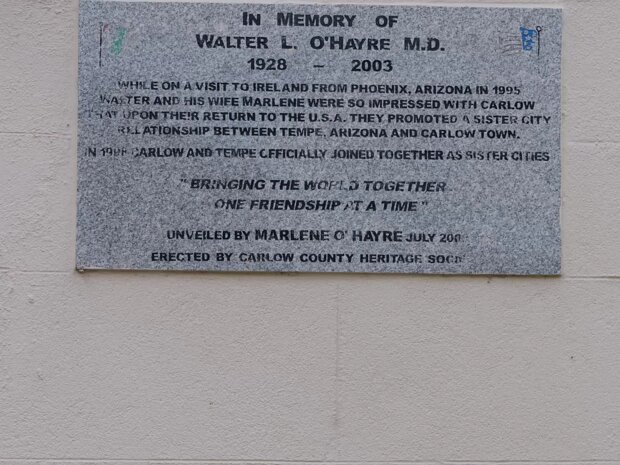 IN MEMORY OF
WALTER L. O'HAYRE M.D.
1928 - 2003
WHILE ON A VISIT TO IRELAND FROM PHOENIX, ARIZONA IN 1995
WALTER AND HIS WIFE MARLENE WERE SO IMPRESSED WITH CARLOW
THAT UPON THEIR RETURN TO THE U.S.A. THEY PROMOTED A SISTER CITY
RELATIONSHIP BETWEEN TEMPE, ARIZONA AND CARLOW TOWN.
IN CARLOW AND TEMPE OFFICIALLY JOINED TOGETHER AS SISTER CITIES
"BRINGING THE WORLD TOGETHER
ONE FRIENDSHIP AT A TIME"
UNVEILED BY MARLENE O'HAYRE JULY
ERECTED BY CARLOW COUNTY HERITAGE